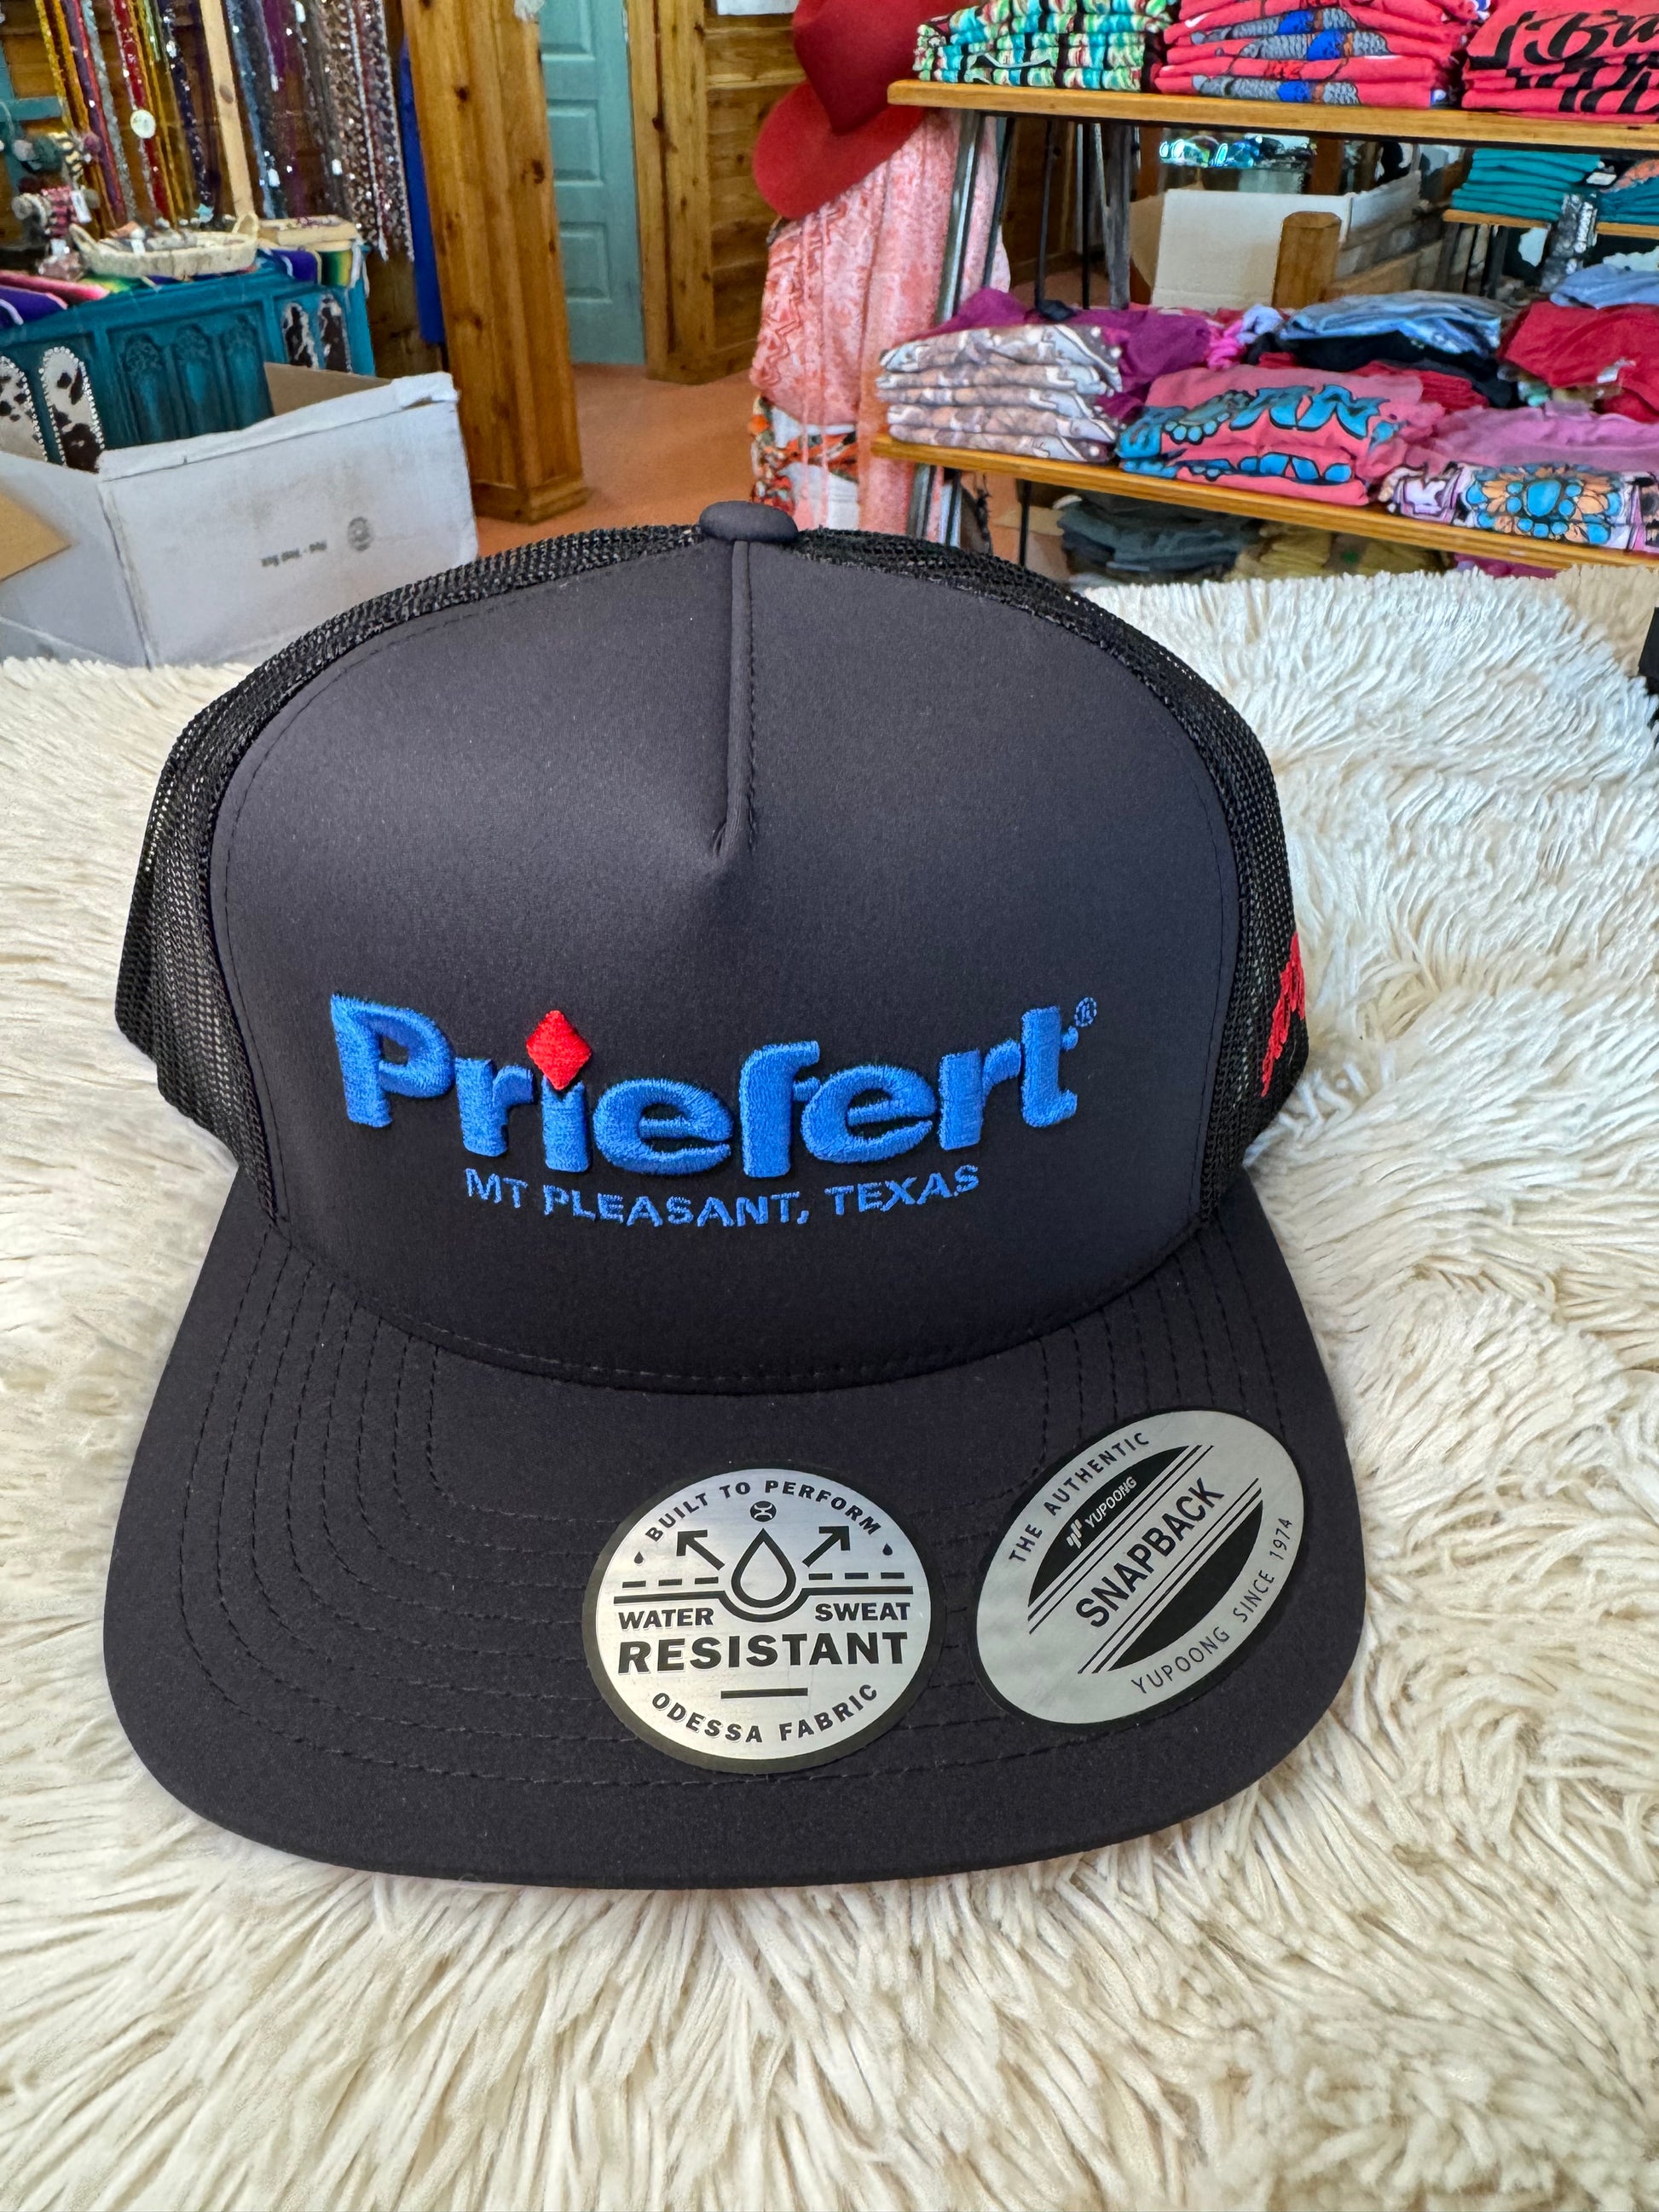 Priefert®
MT PLEASANT, TEXAS
BUILT TO PERFORM
WATER SWEAT
RESISTANT
ODESSA FABRIC
THE AUTHENTIC
YUPOONG
SNAPBACK
YUPOONG SINCE 1974